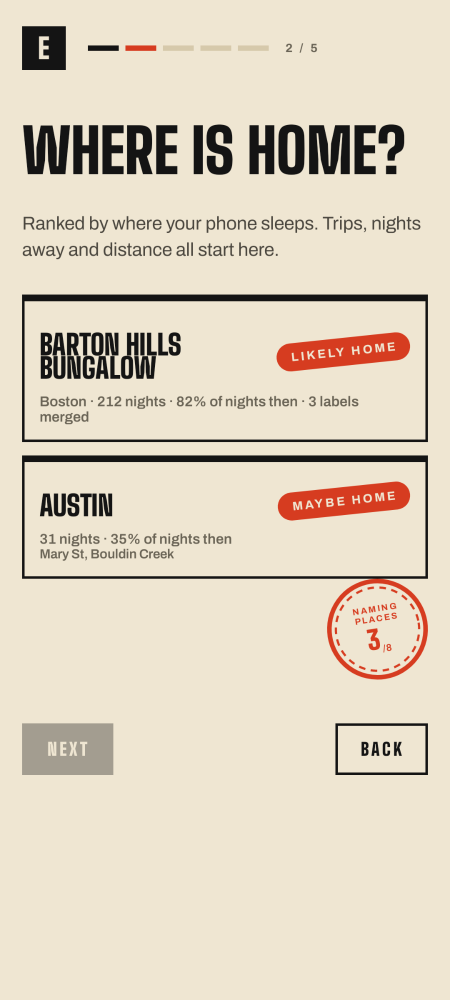 E
2 / 5
WHERE IS HOME?
Ranked by where your phone sleeps. Trips, nights
away and distance all start here.
BARTON HILLS
BUNGALOW
LIKELY HOME
Boston · 212 nights · 82% of nights then · 3 labels
merged
AUSTIN
MAYBE HOME
31 nights · 35% of nights then
Mary St, Bouldin Creek
NAMING
PLACES
3/8
NEXT
BACK